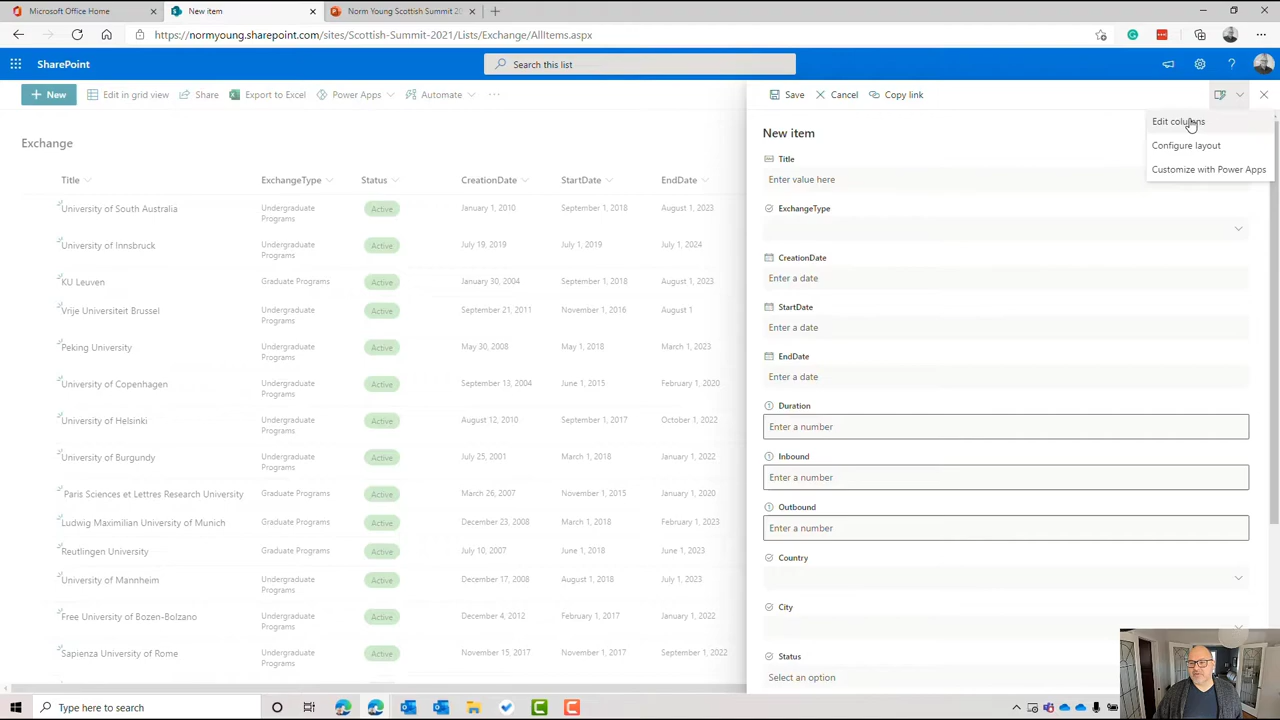 Microsoft Office Home
New item
Norm Young Scottish Summit 202
https://normyoung.sharepoint.com/sites/Scottish-Summit-2021/Lists/Exchange/AllItems.aspx
SharePoint
Search this list
New
Edit in grid view
Share
Export to Excel
Power Apps
Automate
Save
Cancel
Copy link
Edit columns
Configure layout
Customize with Power Apps
Exchange
Title
ExchangeType
Status
CreationDate
StartDate
EndDate
University of South Australia
Undergraduate
Programs
Active
January 1, 2010
September 1, 2018
August 1, 2023
University of Innsbruck
Undergraduate
Programs
Active
July 19, 2019
July 1, 2019
July 1, 2024
KU Leuven
Graduate Programs
Active
January 30, 2004
September 1, 2018
August 1, 2023
Vrije Universiteit Brussel
Undergraduate
Programs
Active
September 21, 2011
November 1, 2016
August 1
Peking University
Undergraduate
Programs
Active
May 30, 2008
May 1, 2018
March 1, 2023
University of Copenhagen
Undergraduate
Programs
Active
September 13, 2004
June 1, 2015
February 1, 2020
University of Helsinki
Undergraduate
Programs
Active
August 12, 2010
September 1, 2017
October 1, 2022
University of Burgundy
Undergraduate
Programs
Active
July 25, 2001
March 1, 2018
January 1, 2022
Paris Sciences et Lettres Research University
Graduate Programs
Active
March 26, 2007
November 1, 2015
January 1, 2020
Ludwig Maximilian University of Munich
Graduate Programs
Active
December 23, 2008
March 1, 2018
February 1, 2023
Reutlingen University
Graduate Programs
Active
July 10, 2007
June 1, 2018
June 1, 2023
University of Mannheim
Undergraduate
Programs
Active
December 17, 2008
August 1, 2018
July 1, 2023
Free University of Bozen-Bolzano
Undergraduate
Programs
Active
December 4, 2012
February 1, 2017
January 1, 2022
Sapienza University of Rome
Undergraduate
Programs
Active
November 15, 2017
November 1, 2017
September 1, 2022
New item
Title
Enter value here
ExchangeType
CreationDate
Enter a date
StartDate
Enter a date
EndDate
Enter a date
Duration
Enter a number
Inbound
Enter a number
Outbound
Enter a number
Country
City
Status
Select an option
Type here to search